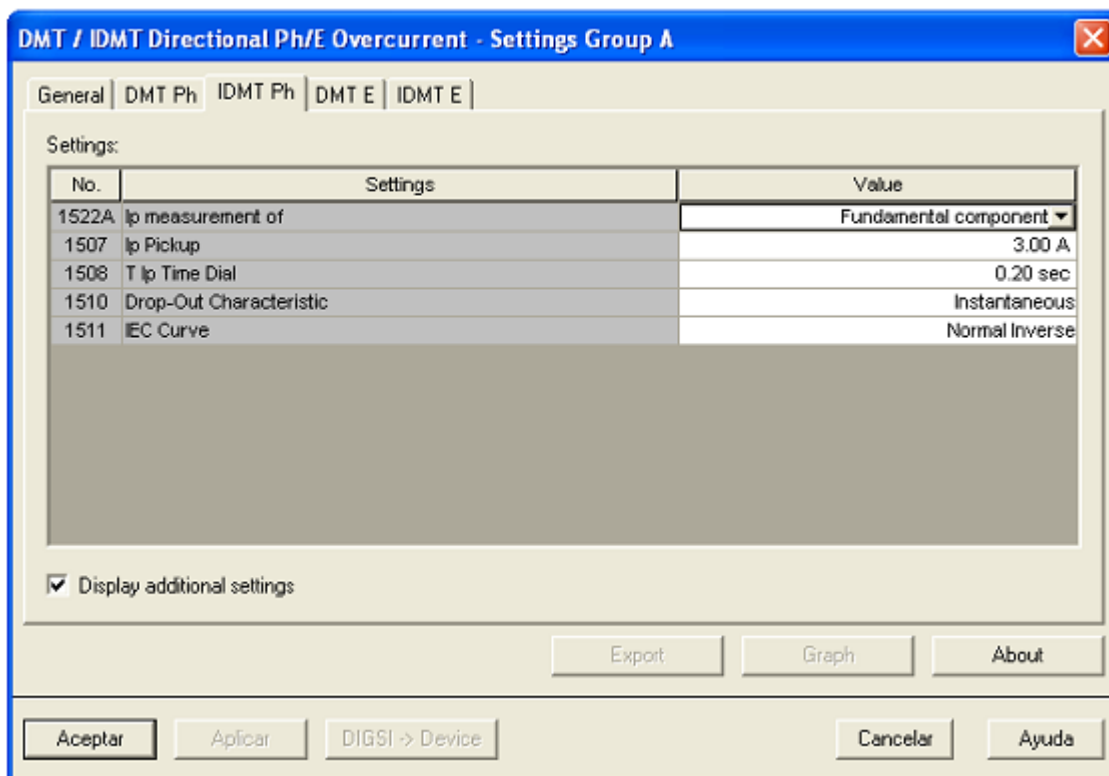 DMT / IDMT Directional Ph/E Overcurrent - Settings Group A
General DMT Ph IDMT Ph DMT E IDMT E
Settings:
No. Settings Value
1522A Ip measurement of Fundamental component
1507 Ip Pickup 3.00 A
1508 T Ip Time Dial 0.20 sec
1510 Drop-Out Characteristic Instantaneous
1511 IEC Curve Normal Inverse
Display additional settings
Export Graph About
Aceptar Aplicar DIGSI -> Device Cancelar Ayuda